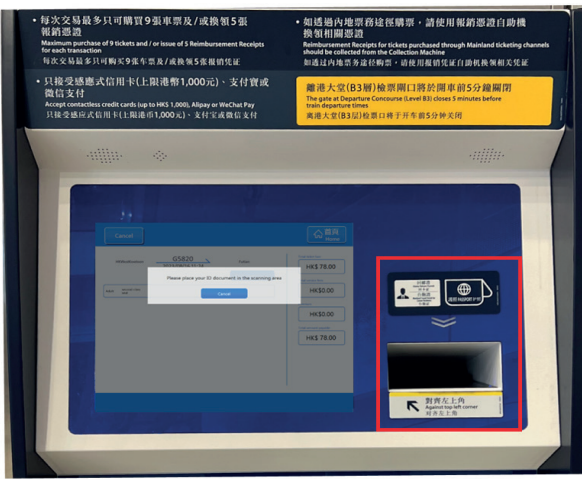 • 每次交易最多只可購買9張車票及/或換領5張
報銷憑證
Maximum purchase of 9 tickets and / or issue of 5 Reimbursement Receipts
for each transaction
每次交易最多只可购买9张车票及/或换领5张报销凭证
• 只接受感應式信用卡(上限港幣1,000元)、支付寶或
微信支付
Accept contactless credit cards (up to HK$ 1,000), Alipay or WeChat Pay
只接受感应式信用卡(上限港币1,000元)、支付宝或微信支付
• 如透過內地票務途徑購票，請使用報銷憑證自助機
換領相關憑證
Reimbursement Receipts for tickets purchased through Mainland ticketing channels
should be collected from the Collection Machine
如透过内地票务途径购票，请使用报销凭证自助机换领相关凭证
離港大堂(B3層)檢票閘口將於開車前5分鐘關閉
The gate at Departure Concourse (Level B3) closes 5 minutes before
train departure times
离港大堂(B3层)检票闸口将于开车前5分钟关闭
Cancel
首頁
Home
G5820
HK$ 78.00
Please place your ID document in the scanning area
Cancel
HK$0.00
HK$0.00
HK$ 78.00
回鄉證
護照 PASSPORT 护照
對齊左上角
Against top left corner
对齐左上角